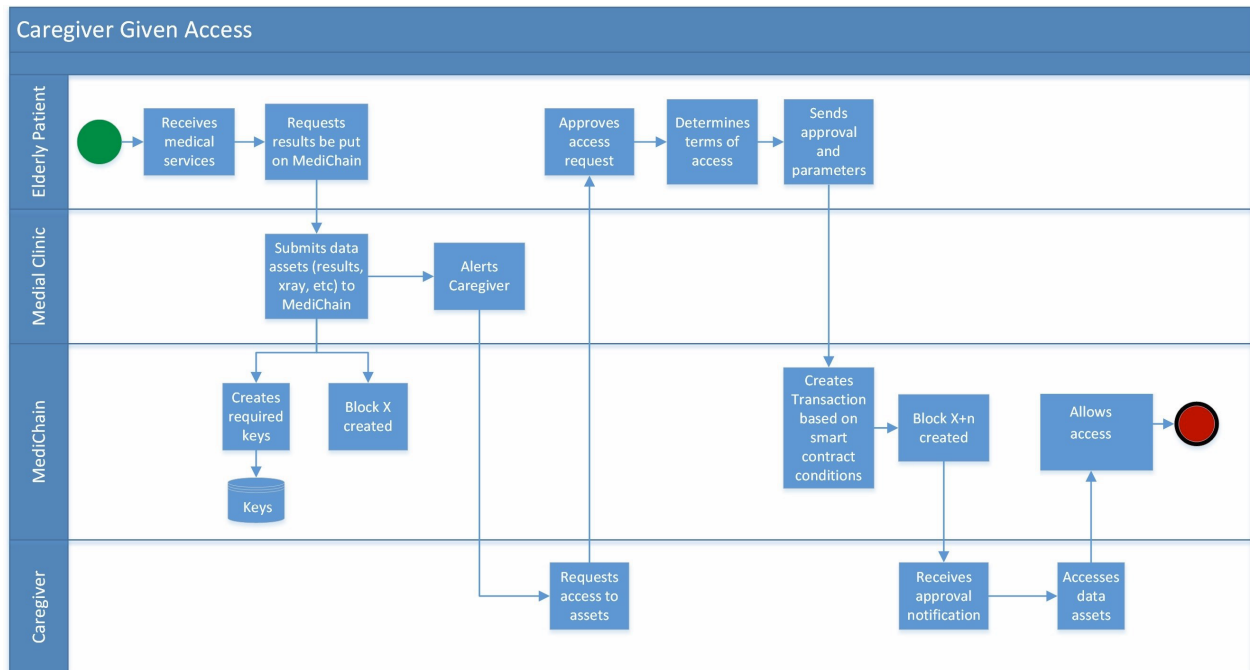 Caregiver Given Access
Elderly Patient
Receives
medical
services
Requests
results be put
on MediChain
Approves
access
request
Determines
terms of
access
Sends
approval
and
parameters
Medial Clinic
Submits data
assets (results,
xray, etc) to
MediChain
Alerts
Caregiver
MediChain
Creates
required
keys
Keys
Block X
created
Creates
Transaction
based on
smart
contract
conditions
Block X+n
created
Allows
access
Caregiver
Requests
access to
assets
Receives
approval
notification
Accesses
data
assets